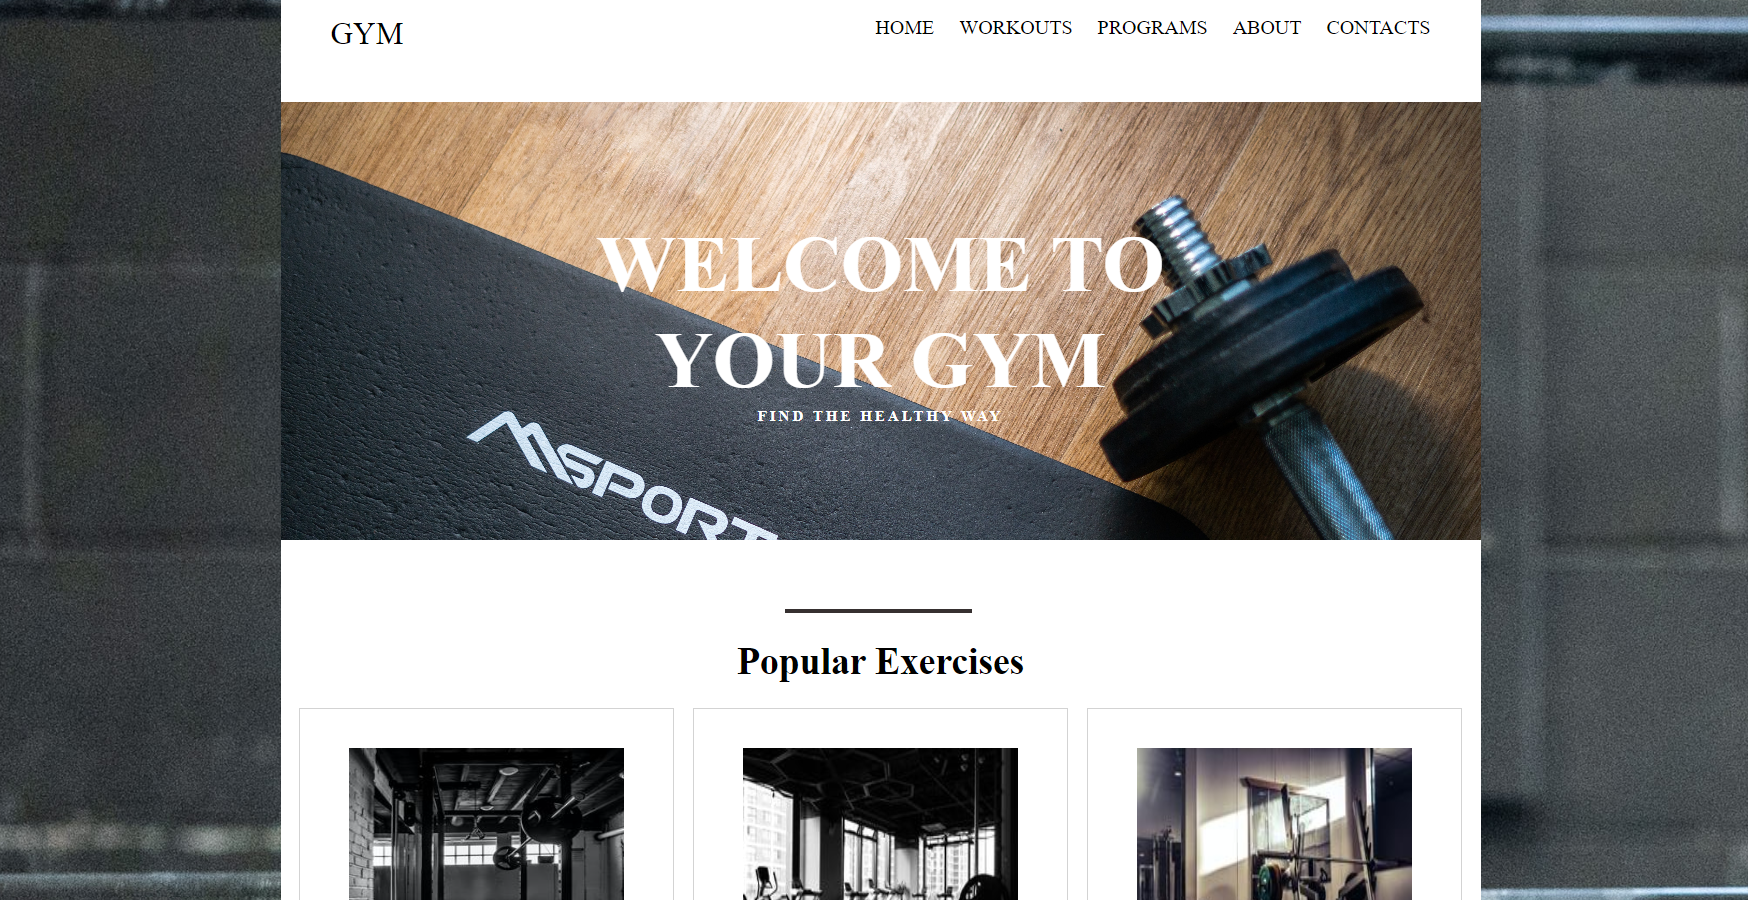 GYM
HOME WORKOUTS PROGRAMS ABOUT CONTACTS
WELCOME TO
YOUR GYM
FIND THE HEALTHY WAY
MSPORT
Popular Exercises